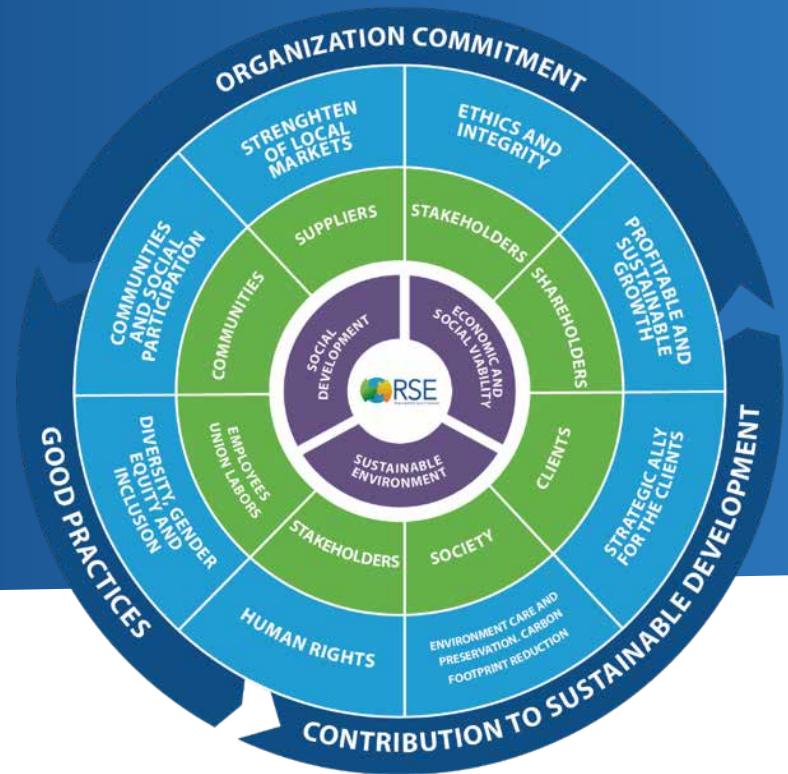 ORGANIZATION COMMITMENT
STRENGHTEN
OF LOCAL
MARKETS
ETHICS AND
INTEGRITY
PROFITABLE AND
SUSTAINABLE
GROWTH
STRATEGIC ALLY
FOR THE CLIENTS
ENVIRONMENT CARE AND
PRESERVATION. CARBON
FOOTPRINT REDUCTION
HUMAN RIGHTS
DIVERSITY, GENDER
EQUITY AND
INCLUSION
COMMUNITIES
AND SOCIAL
PARTICIPATION
SUPPLIERS
STAKEHOLDERS
SHAREHOLDERS
CLIENTS
SOCIETY
STAKEHOLDERS
EMPLOYEES
UNION LABORS
COMMUNITIES
SOCIAL
DEVELOPMENT
ECONOMIC AND
SOCIAL VIABILITY
SUSTAINABLE
ENVIRONMENT
RSE
GOOD PRACTICES
CONTRIBUTION TO SUSTAINABLE DEVELOPMENT